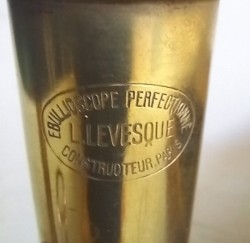 EBULLIOSCOPE PERFECTIONNÉ
L.LEVESQUE
CONSTRUCTEUR.PARIS